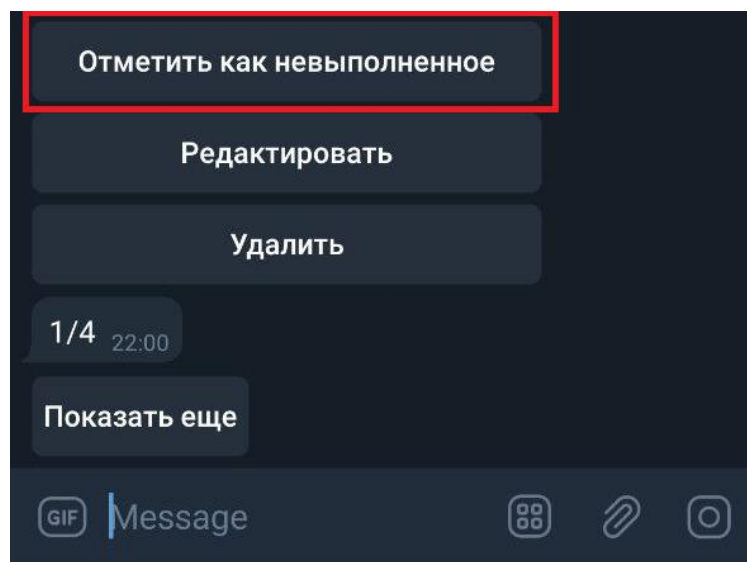 Отметить как невыполненное
Редактировать
Удалить
1/4 22:00
Показать еще
GIF Message